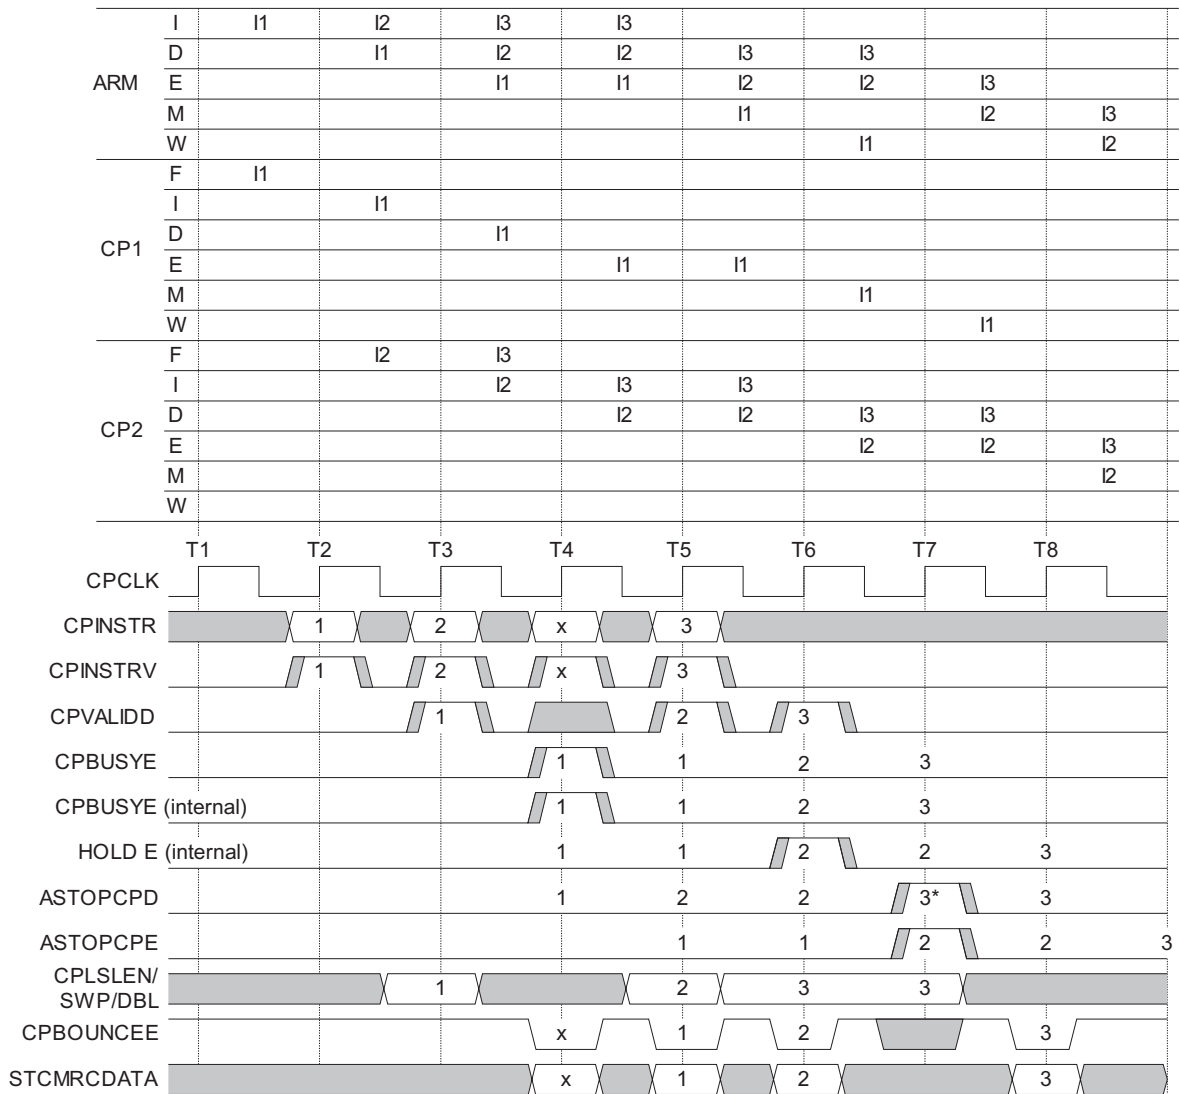 I I1 I2 I3 I3
D I1 I2 I2 I3 I3
ARM E I1 I1 I2 I2 I3
M I1 I2 I3
W I1 I2
F I1
I I1
D I1
CP1
E I1 I1
M I1
W I1
F I2 I3
I I2 I3 I3
D I2 I2 I3 I3
CP2
E I2 I2 I3
M I2
W
T1 T2 T3 T4 T5 T6 T7 T8
CPCLK
CPINSTR 1 2 x 3
CPINSTRV 1 2 x 3
CPVALIDD 1 2 3
CPBUSYE 1 1 2 3
CPBUSYE (internal) 1 1 2 3
HOLD E (internal) 1 1 2 2 3
ASTOPCPD 1 2 2 3* 3
ASTOPCPE 1 1 2 2 3
CPLSLEN/
SWP/DBL 1 2 3 3
CPBOUNCEE x 1 2 3
STCMRCDATA x 1 2 3